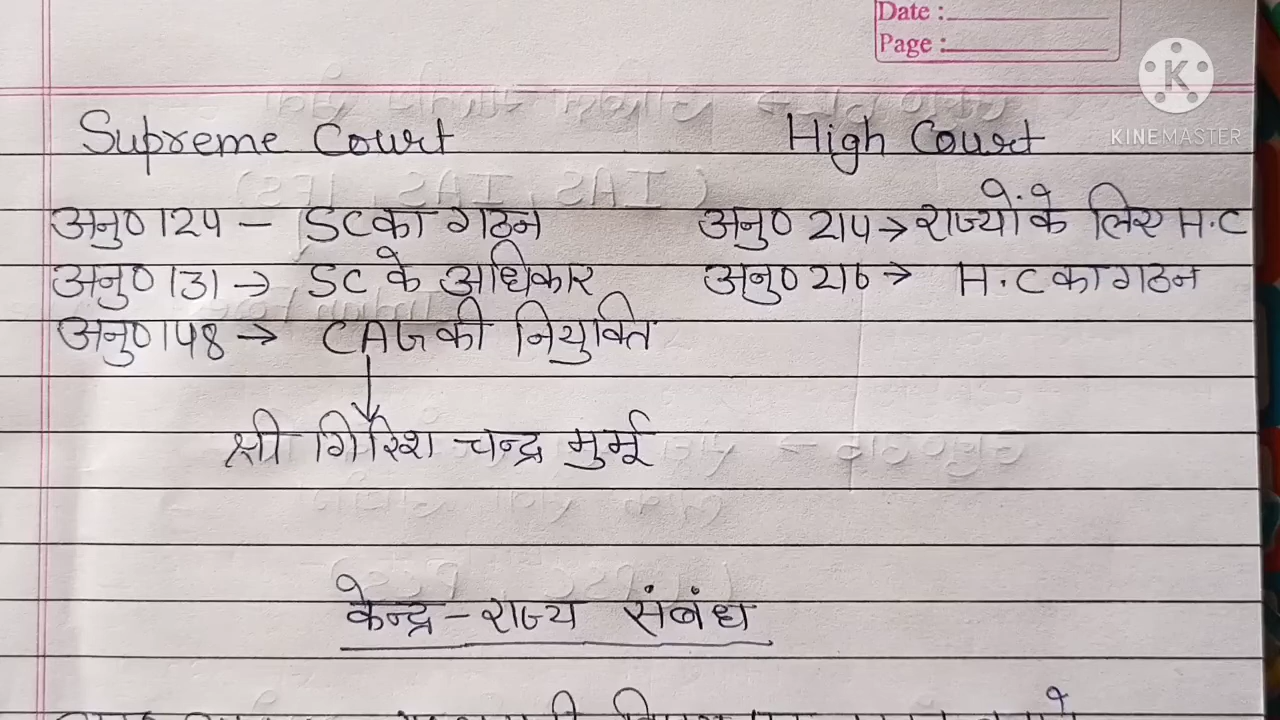 Date :
Page :
KINEMASTER
Supreme Court
High Court
अनु० 124 – SC का गठन
अनु० 214 → राज्यों के लिए H.C
अनु० 131 → SC के अधिकार
अनु० 216 → H.C का गठन
अनु० 148 → CAG की नियुक्ति
श्री गिरिश चन्द्र मुर्मू
केन्द्र – राज्य संबंध